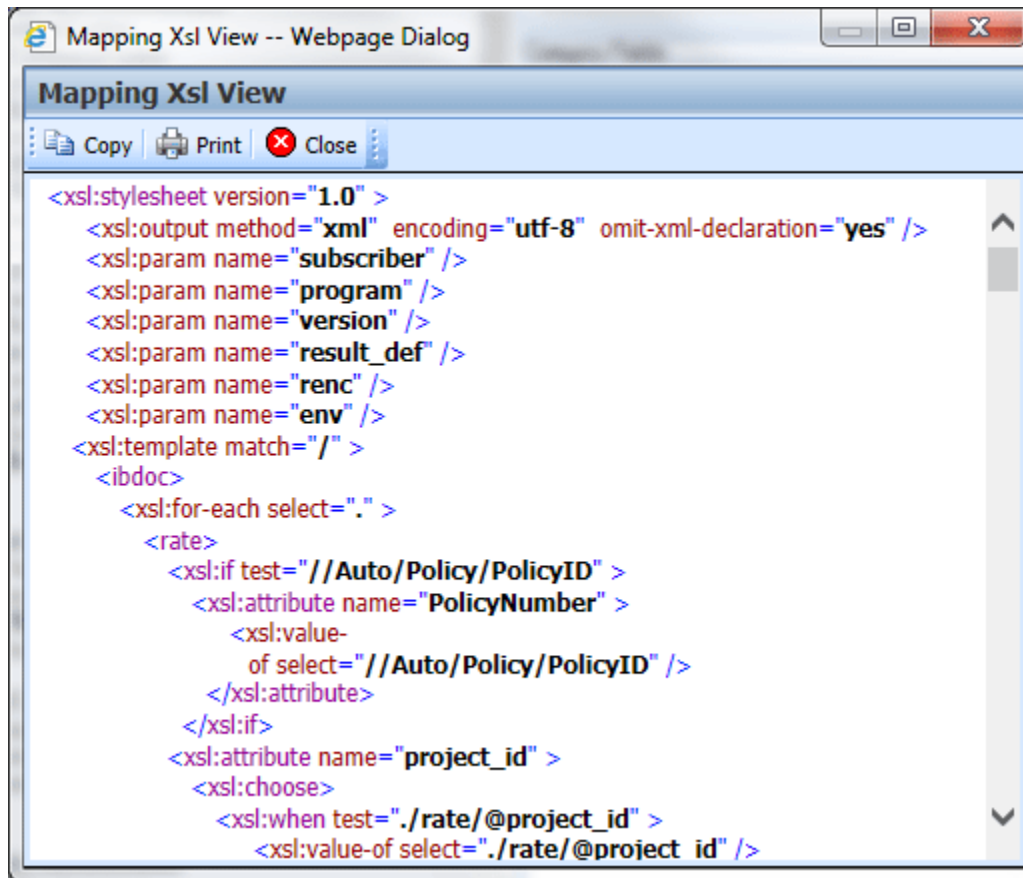 Mapping Xsl View -- Webpage Dialog
Mapping Xsl View
Copy Print Close
<xsl:stylesheet version="1.0" >
<xsl:output method="xml" encoding="utf-8" omit-xml-declaration="yes" />
<xsl:param name="subscriber" />
<xsl:param name="program" />
<xsl:param name="version" />
<xsl:param name="result_def" />
<xsl:param name="renc" />
<xsl:param name="env" />
<xsl:template match="/" >
<ibdoc>
<xsl:for-each select="." >
<rate>
<xsl:if test="//Auto/Policy/PolicyID" >
<xsl:attribute name="PolicyNumber" >
<xsl:value-
of select="//Auto/Policy/PolicyID" />
</xsl:attribute>
</xsl:if>
<xsl:attribute name="project_id" >
<xsl:choose>
<xsl:when test="./rate/@project_id" >
<xsl:value-of select="./rate/@project_id" />